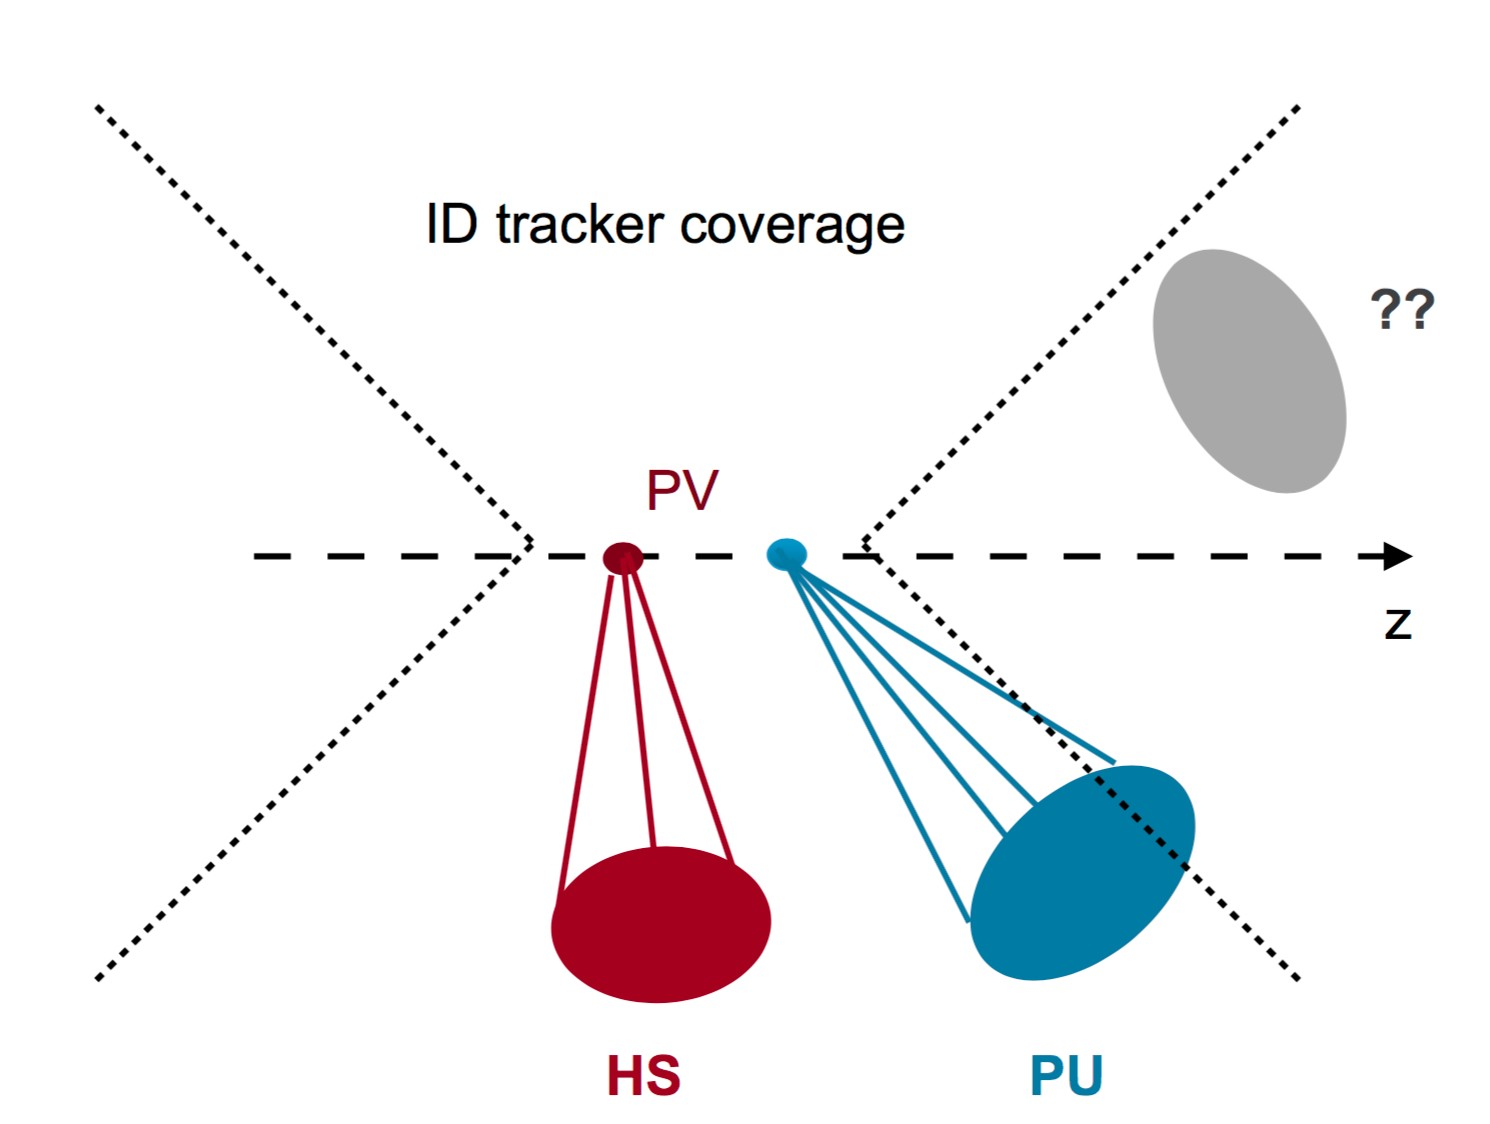 ID tracker coverage
??
PV
z
HS
PU